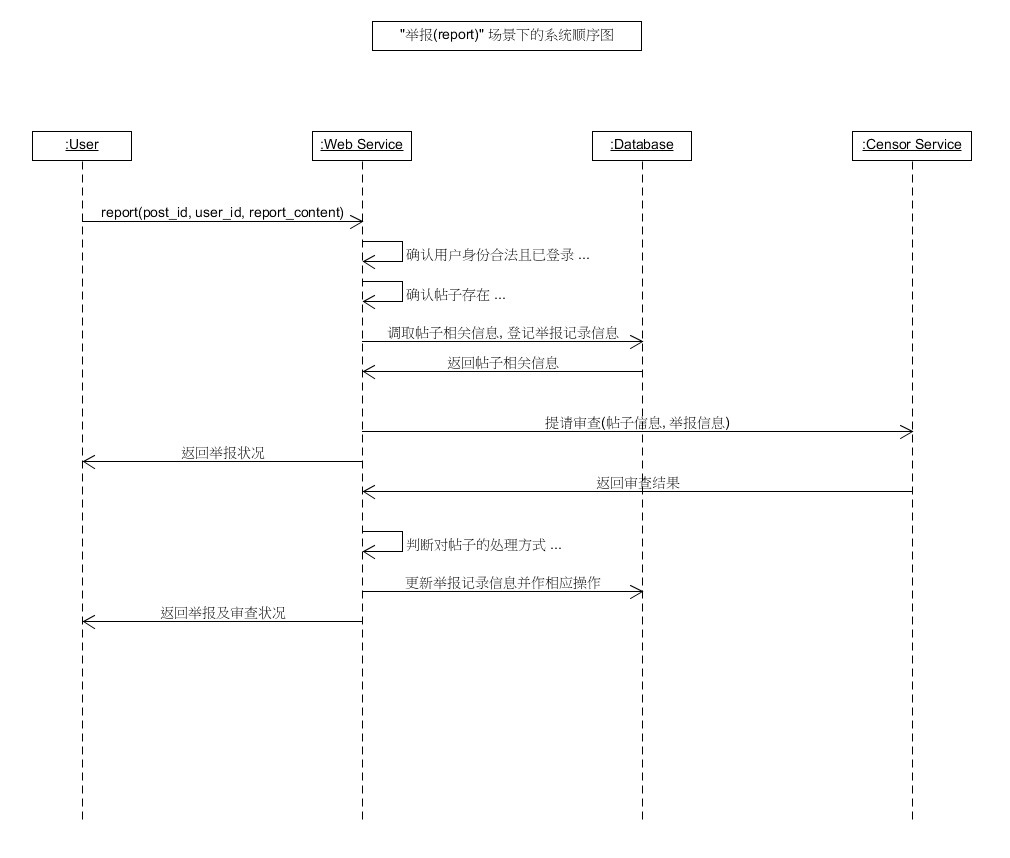 "举报(report)" 场景下的系统顺序图
:User
:Web Service
:Database
:Censor Service
report(post_id, user_id, report_content)
确认用户身份合法且已登录 ...
确认帖子存在 ...
调取帖子相关信息, 登记举报记录信息
返回帖子相关信息
提请审查(帖子信息, 举报信息)
返回举报状况
返回审查结果
判断对帖子的处理方式 ...
更新举报记录信息并作相应操作
返回举报及审查状况